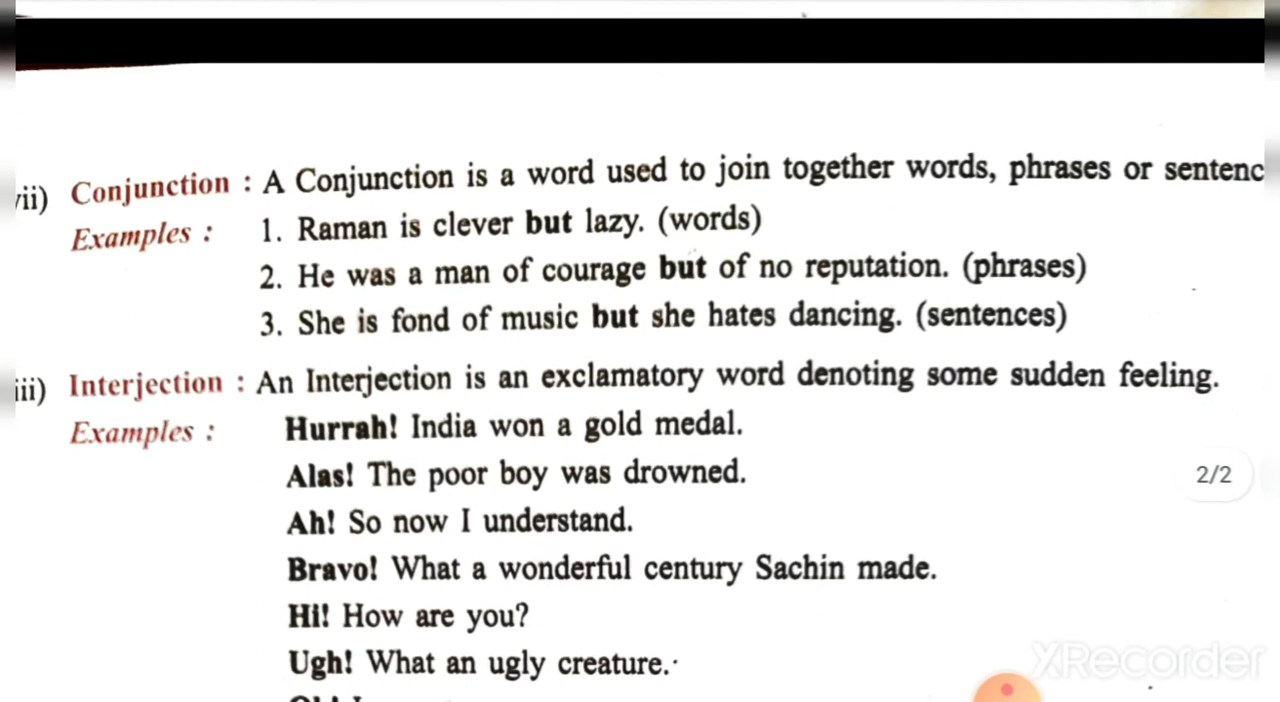 ii) Conjunction : A Conjunction is a word used to join together words, phrases or sentenc
Examples : 1. Raman is clever but lazy. (words)
2. He was a man of courage but of no reputation. (phrases)
3. She is fond of music but she hates dancing. (sentences)
iii) Interjection : An Interjection is an exclamatory word denoting some sudden feeling.
Examples : Hurrah! India won a gold medal.
Alas! The poor boy was drowned.
2/2
Ah! So now I understand.
Bravo! What a wonderful century Sachin made.
Hi! How are you?
Ugh! What an ugly creature.
XRecorder